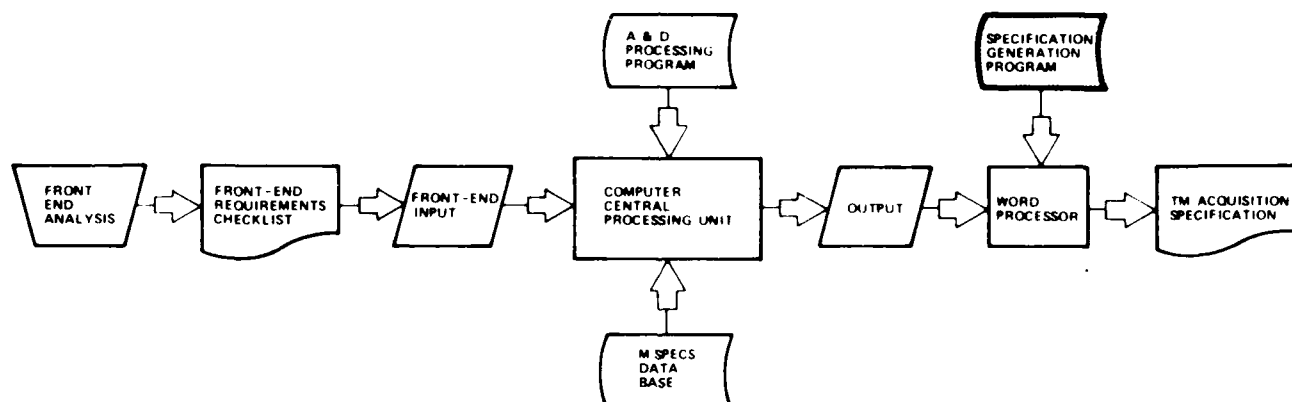 A & D
PROCESSING
PROGRAM
SPECIFICATION
GENERATION
PROGRAM
FRONT
END
ANALYSIS
FRONT-END
REQUIREMENTS
CHECKLIST
FRONT-END
INPUT
COMPUTER
CENTRAL
PROCESSING UNIT
OUTPUT
WORD
PROCESSOR
TM ACQUISITION
SPECIFICATION
M SPECS
DATA
BASE